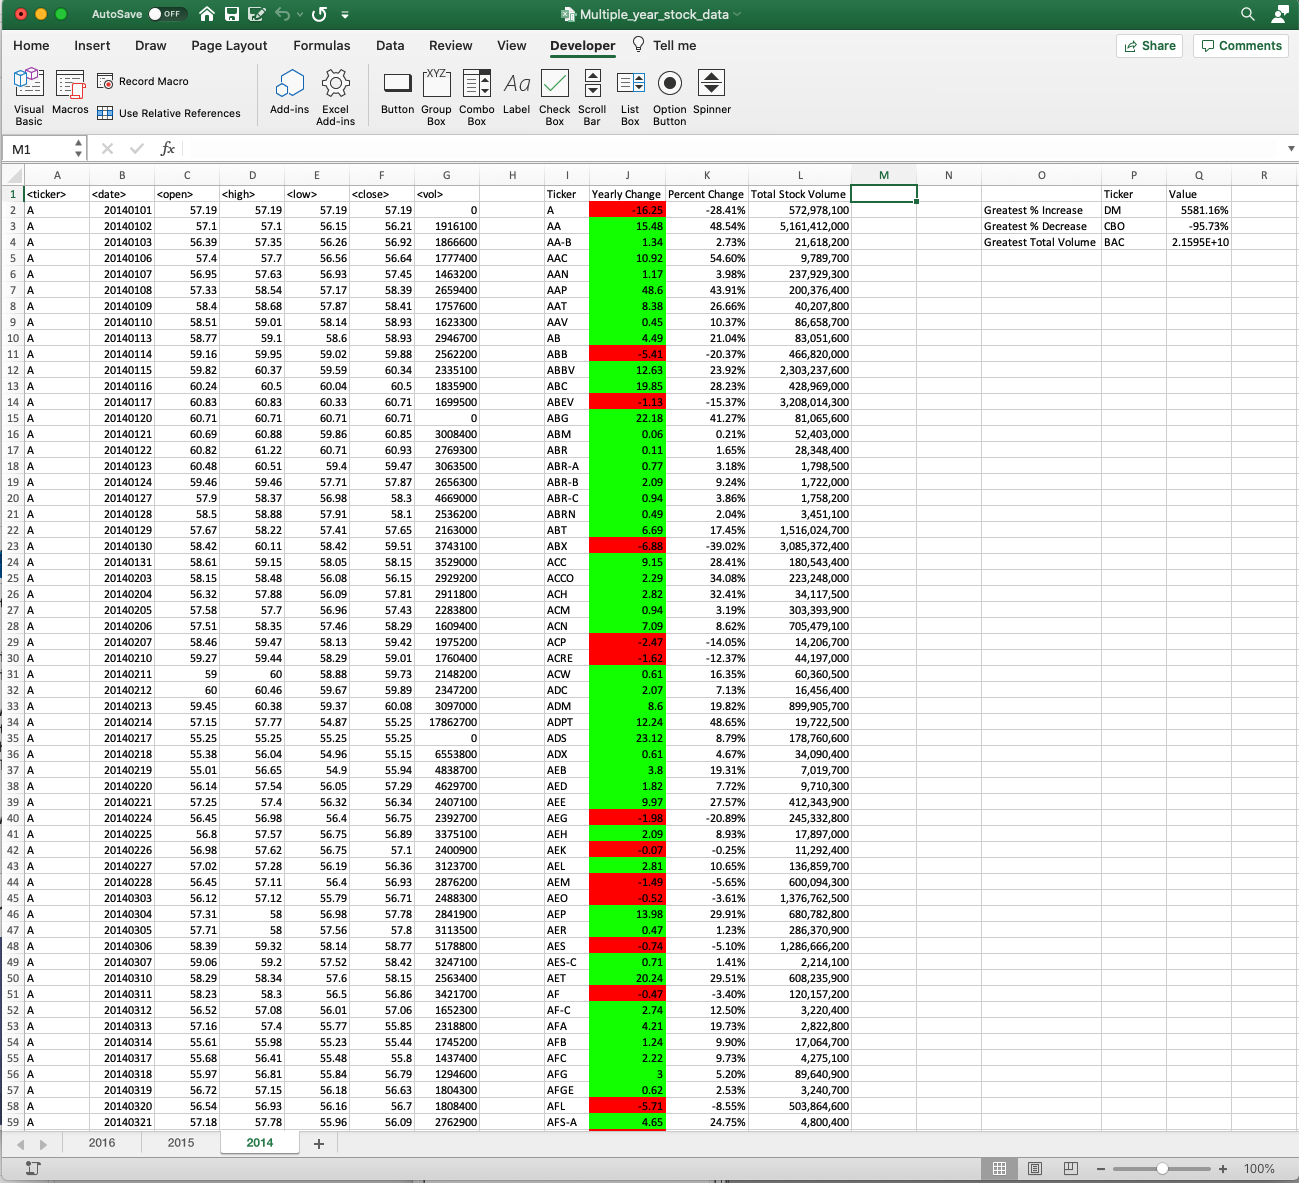 AutoSave OFF Multiple_year_stock_data
Home Insert Draw Page Layout Formulas Data Review View Developer Tell me Share Comments
Visual Basic Macros Record Macro Use Relative References Add-ins Excel Add-ins Button Group Box Combo Box Label Check Box Scroll Bar List Box Option Button Spinner
XYZ Aa
M1 fx
A B C D E F G H I J K L M N O P Q R
1 <ticker> <date> <open> <high> <low> <close> <vol> Ticker Yearly Change Percent Change Total Stock Volume Ticker Value
2 A 20140101 57.19 57.19 57.19 57.19 0 A -16.25 -28.41% 572,978,100 Greatest % Increase DM 5581.16%
3 A 20140102 57.1 57.1 56.15 56.21 1916100 AA 15.48 48.54% 5,161,412,000 Greatest % Decrease CBO -95.73%
4 A 20140103 56.39 57.35 56.26 56.92 1866600 AA-B 1.34 2.73% 21,618,200 Greatest Total Volume BAC 2.1595E+10
5 A 20140106 57.4 57.7 56.56 56.64 1777400 AAC 10.92 54.60% 9,789,700
6 A 20140107 56.95 57.63 56.93 57.45 1463200 AAN 1.17 3.98% 237,929,300
7 A 20140108 57.33 58.54 57.17 58.39 2659400 AAP 48.6 43.91% 200,376,400
8 A 20140109 58.4 58.68 57.87 58.41 1757600 AAT 8.38 26.66% 40,207,800
9 A 20140110 58.51 59.01 58.14 58.93 1623300 AAV 0.45 10.37% 86,658,700
10 A 20140113 58.77 59.1 58.6 58.93 2946700 AB 4.49 21.04% 83,051,600
11 A 20140114 59.16 59.95 59.02 59.88 2562200 ABB -5.41 -20.37% 466,820,000
12 A 20140115 59.82 60.37 59.59 60.34 2335100 ABBV 12.63 23.92% 2,303,237,600
13 A 20140116 60.24 60.5 60.04 60.5 1835900 ABC 19.85 28.23% 428,969,000
14 A 20140117 60.83 60.83 60.33 60.71 1699500 ABEV -1.13 -15.37% 3,208,014,300
15 A 20140120 60.71 60.71 60.71 60.71 0 ABG 22.18 41.27% 81,065,600
16 A 20140121 60.69 60.88 59.86 60.85 3008400 ABM 0.06 0.21% 52,403,000
17 A 20140122 60.82 61.22 60.71 60.93 2769300 ABR 0.11 1.65% 28,348,400
18 A 20140123 60.48 60.51 59.4 59.47 3063500 ABR-A 0.77 3.18% 1,798,500
19 A 20140124 59.46 59.46 57.71 57.87 2656300 ABR-B 2.09 9.24% 1,722,000
20 A 20140127 57.9 58.37 56.98 58.3 4669000 ABR-C 0.94 3.86% 1,758,200
21 A 20140128 58.5 58.88 57.91 58.1 2536200 ABRN 0.49 2.04% 3,451,100
22 A 20140129 57.67 58.22 57.41 57.65 2163000 ABT 6.69 17.45% 1,516,024,700
23 A 20140130 58.42 60.11 58.42 59.51 3743100 ABX -6.88 -39.02% 3,085,372,400
24 A 20140131 58.61 59.15 58.05 58.15 3529000 ACC 9.15 28.41% 180,543,400
25 A 20140203 58.15 58.48 56.08 56.15 2929200 ACCO 2.29 34.08% 223,248,000
26 A 20140204 56.32 57.88 56.09 57.81 2911800 ACH 2.82 32.41% 34,117,500
27 A 20140205 57.58 57.7 56.96 57.43 2283800 ACM 0.94 3.19% 303,393,900
28 A 20140206 57.51 58.35 57.46 58.29 1609400 ACN 7.09 8.62% 705,479,100
29 A 20140207 58.46 59.47 58.13 59.42 1975200 ACP -2.47 -14.05% 14,206,700
30 A 20140210 59.27 59.44 58.29 59.01 1760400 ACRE -1.62 -12.37% 44,197,000
31 A 20140211 59 60 58.88 59.73 2148200 ACW 0.61 16.35% 60,360,500
32 A 20140212 60 60.46 59.67 59.89 2347200 ADC 2.07 7.13% 16,456,400
33 A 20140213 59.45 60.38 59.37 60.08 3097000 ADM 8.6 19.82% 899,905,700
34 A 20140214 57.15 57.77 54.87 55.25 17862700 ADPT 12.24 48.65% 19,722,500
35 A 20140217 55.25 55.25 55.25 55.25 0 ADS 23.12 8.79% 178,760,600
36 A 20140218 55.38 56.04 54.96 55.15 6553800 ADX 0.61 4.67% 34,090,400
37 A 20140219 55.01 56.65 54.9 55.94 4838700 AEB 3.8 19.31% 7,019,700
38 A 20140220 56.14 57.54 56.05 57.29 4629700 AED 1.82 7.72% 9,710,300
39 A 20140221 57.25 57.4 56.32 56.34 2407100 AEE 9.97 27.57% 412,343,900
40 A 20140224 56.45 56.98 56.4 56.75 2392700 AEG -1.98 -20.89% 245,332,800
41 A 20140225 56.8 57.57 56.75 56.89 3375100 AEH 2.09 8.93% 17,897,000
42 A 20140226 56.98 57.62 56.75 57.1 2400900 AEK -0.07 -0.25% 11,292,400
43 A 20140227 57.02 57.28 56.19 56.36 3123700 AEL 2.81 10.65% 136,859,700
44 A 20140228 56.45 57.11 56.4 56.93 2876200 AEM -1.49 -5.65% 600,094,300
45 A 20140303 56.12 57.12 55.79 56.71 2488300 AEO -0.52 -3.61% 1,376,762,500
46 A 20140304 57.31 58 56.98 57.78 2841900 AEP 13.98 29.91% 680,782,800
47 A 20140305 57.71 58 57.56 57.8 3113500 AER 0.47 1.23% 286,370,900
48 A 20140306 58.39 59.32 58.14 58.77 5178800 AES -0.74 -5.10% 1,286,666,200
49 A 20140307 59.06 59.2 57.52 58.42 3247100 AES-C 0.71 1.41% 2,214,100
50 A 20140310 58.29 58.34 57.6 58.15 2563400 AET 20.24 29.51% 608,235,900
51 A 20140311 58.23 58.3 56.5 56.86 3421700 AF -0.47 -3.40% 120,157,200
52 A 20140312 56.52 57.08 56.01 57.06 1652300 AF-C 2.74 12.50% 3,220,400
53 A 20140313 57.16 57.4 55.77 55.85 2318800 AFA 4.21 19.73% 2,822,800
54 A 20140314 55.61 55.98 55.23 55.44 1745200 AFB 1.24 9.90% 17,064,700
55 A 20140317 55.68 56.41 55.48 55.8 1437400 AFC 2.22 9.73% 4,275,100
56 A 20140318 55.97 56.81 55.84 56.79 1294600 AFG 3 5.20% 89,640,900
57 A 20140319 56.72 57.15 56.18 56.63 1804300 AFGE 0.62 2.53% 3,240,700
58 A 20140320 56.54 56.93 56.16 56.7 1808400 AFL -5.71 -8.55% 503,864,600
59 A 20140321 57.18 57.78 55.96 56.09 2762900 AFS-A 4.65 24.75% 4,800,400
2016 2015 2014 +
− + 100%